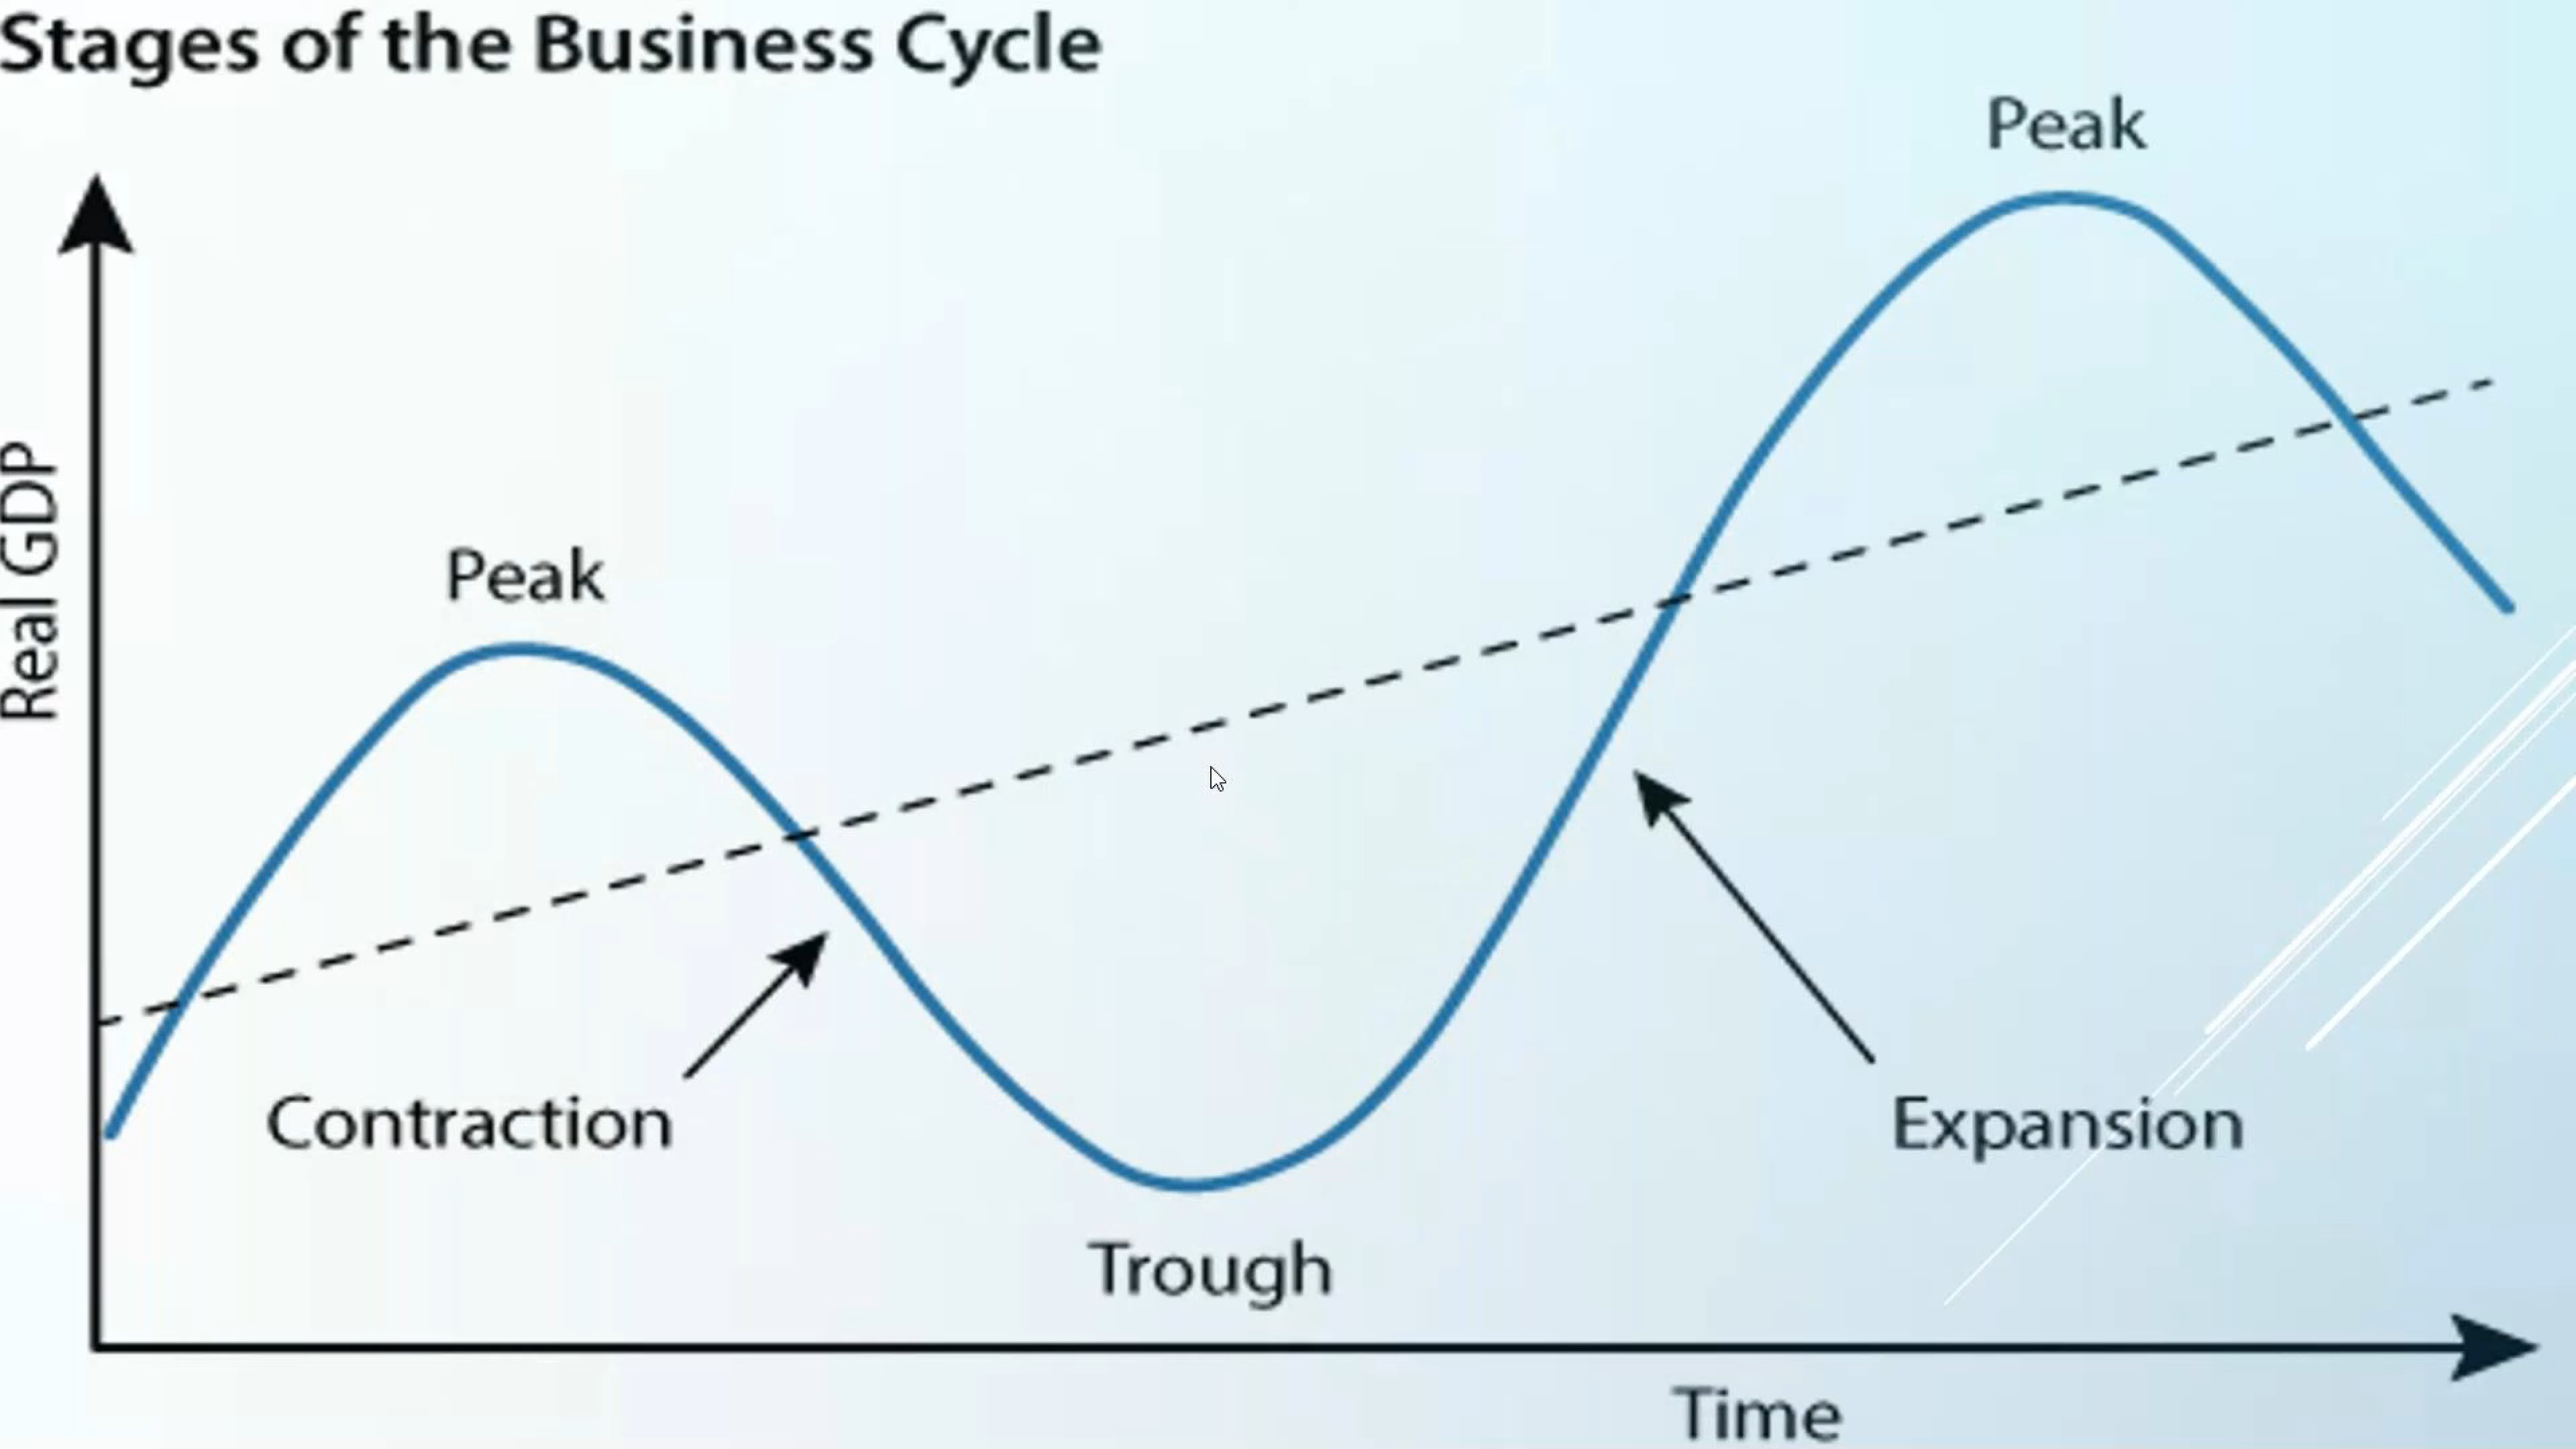 Stages of the Business Cycle
Peak
Real GDP
Peak
Contraction
Expansion
Trough
Time